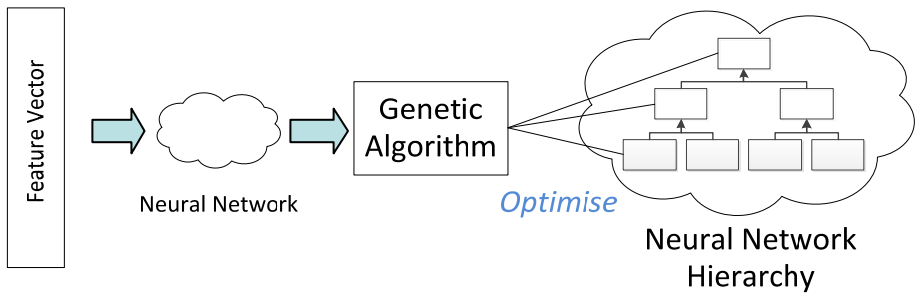 Feature Vector
Neural Network
Genetic
Algorithm
Optimise
Neural Network
Hierarchy